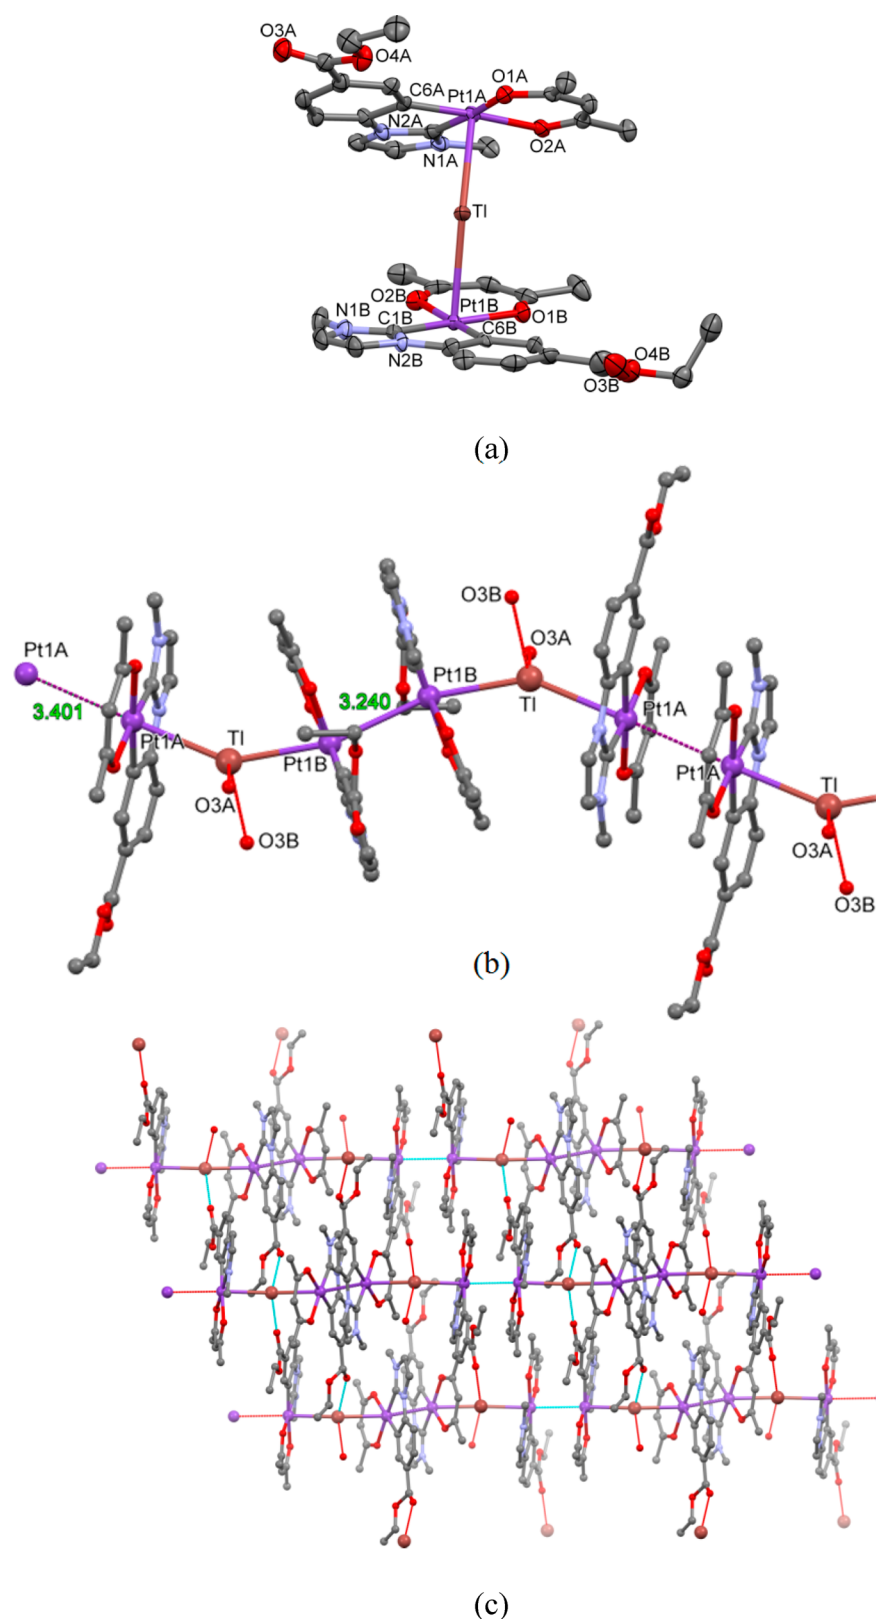 O3A
O4A
O1A
C6A
Pt1A
N2A
O2A
N1A
Tl
O2B
N1B
Pt1B
C1B
O1B
C6B
N2B
O4B
O3B
(a)
O3B
O3A
Pt1A
Pt1B
3.240
Tl
3.401
Pt1A
Pt1A
Tl
Pt1B
Pt1A
O3A
Tl
O3B
O3A
O3B
(b)
(c)